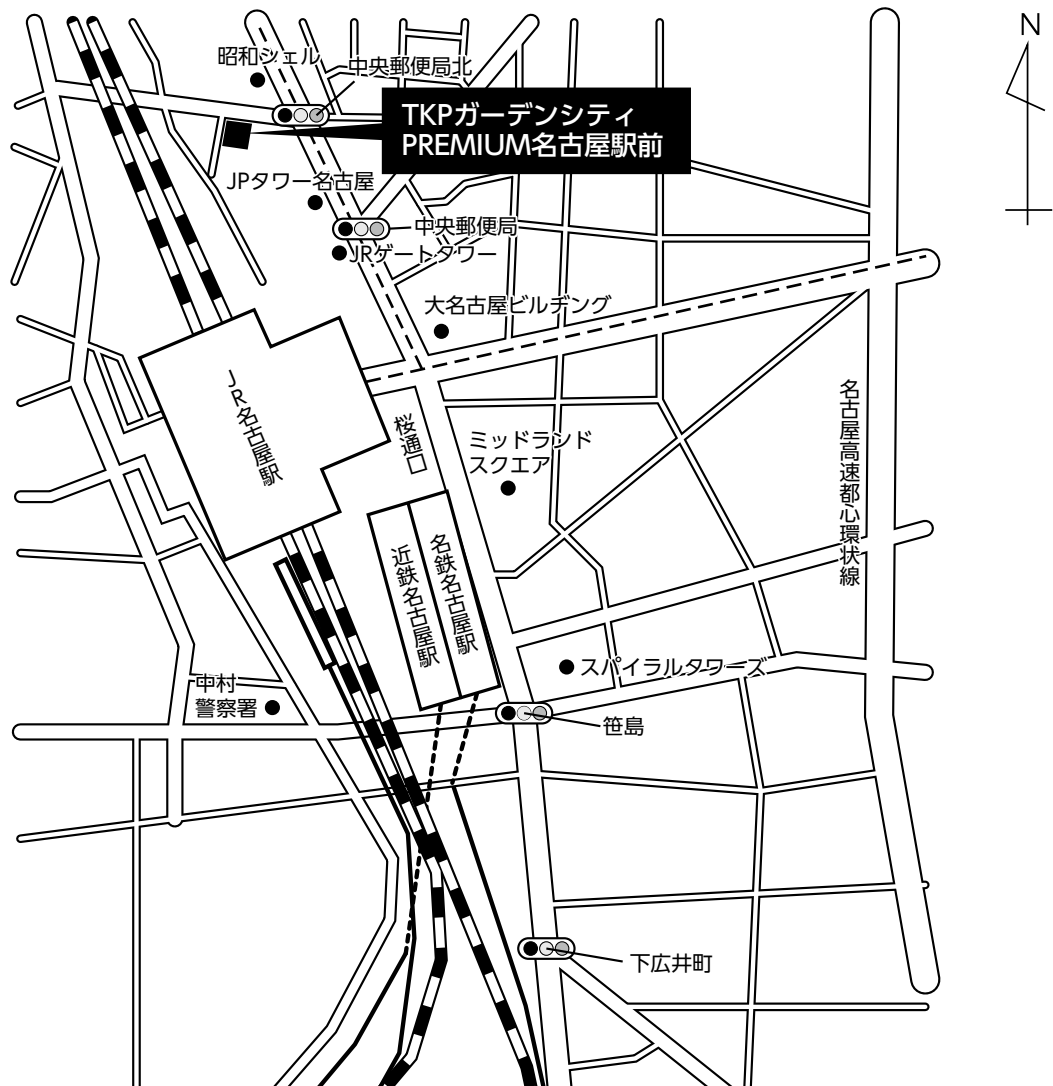 N
昭和シェル
中央郵便局北
TKPガーデンシティ
PREMIUM名古屋駅前
JPタワー名古屋
中央郵便局
JRゲートタワー
大名古屋ビルヂング
JR名古屋駅
桜通口
ミッドランド
スクエア
名古屋高速都心環状線
名鉄名古屋駅
近鉄名古屋駅
スパイラルタワーズ
中村
警察署
笹島
下広井町